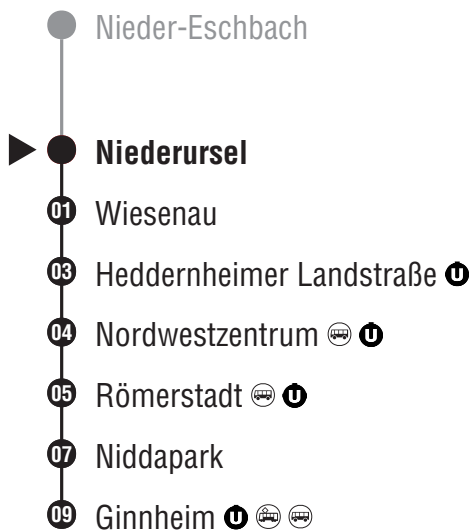 Nieder-Eschbach
Niederursel
01 Wiesenau
03 Heddernheimer Landstraße U
04 Nordwestzentrum U
05 Römerstadt U
07 Niddapark
09 Ginnheim U